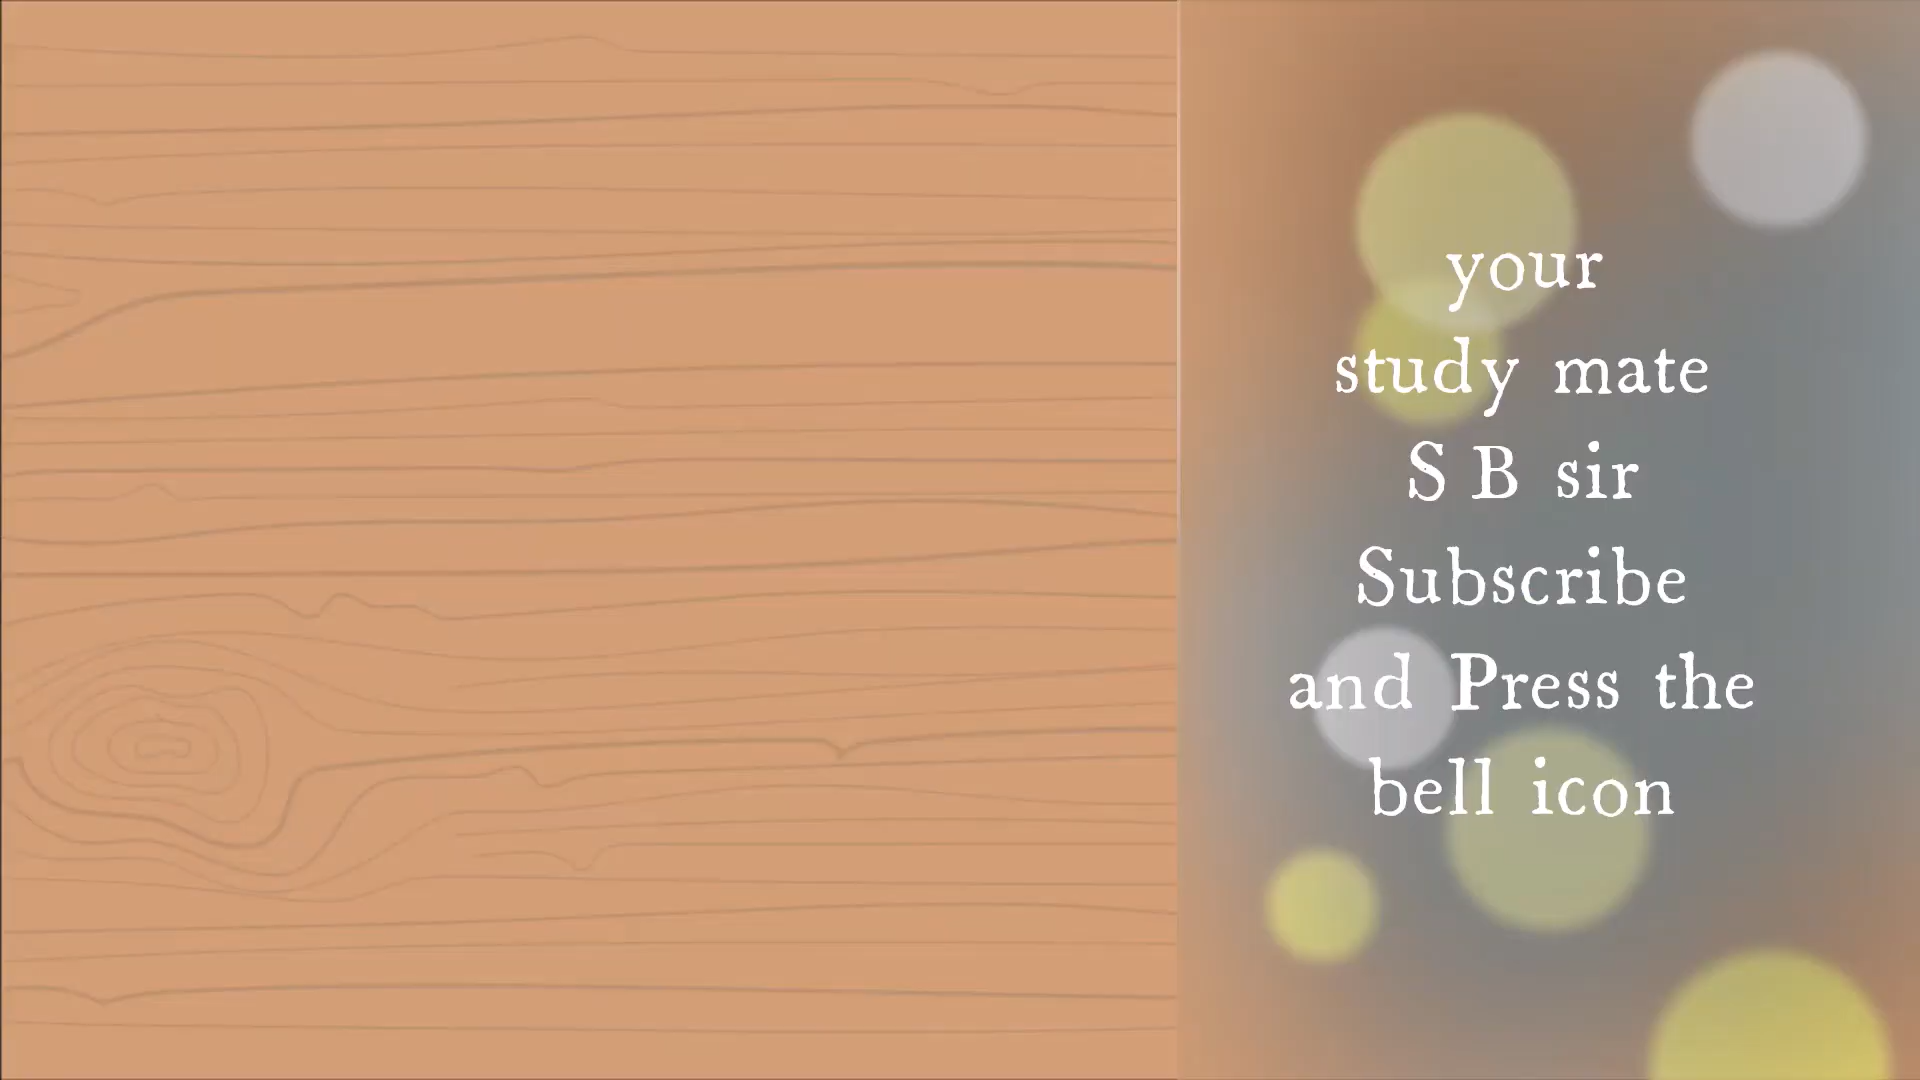 your
study mate
S B sir
Subscribe
and Press the
bell icon